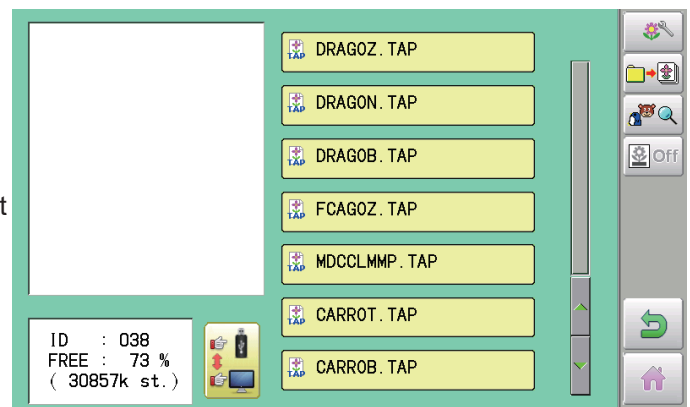 DRAGOZ.TAP
DRAGON.TAP
DRAGOB.TAP
FCAGOZ.TAP
MDCCLMMP.TAP
CARROT.TAP
CARROB.TAP
TAP
TAP
TAP
TAP
TAP
TAP
TAP
Off
t
ID : 038
FREE : 73 %
( 30857k st.)